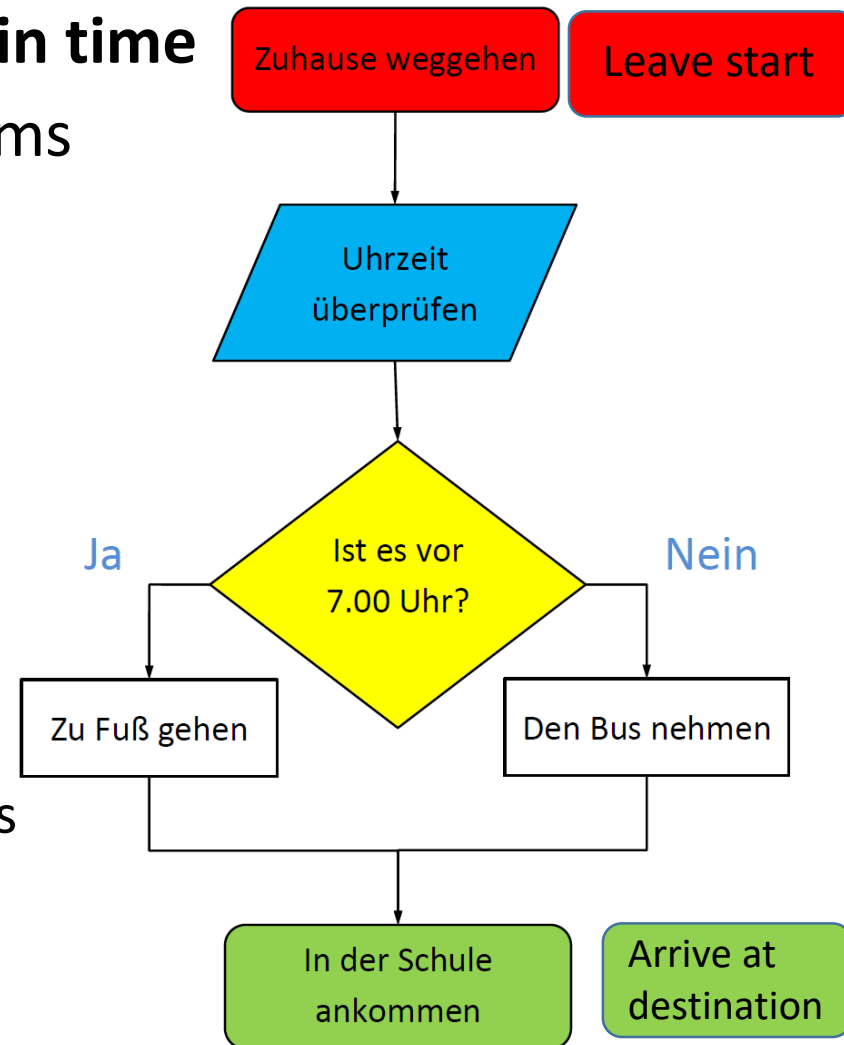 in time
ms
Zuhause weggehen
Leave start
Uhrzeit
überprüfen
Ja
Ist es vor
7.00 Uhr?
Nein
Zu Fuß gehen
Den Bus nehmen
s
In der Schule
ankommen
Arrive at
destination